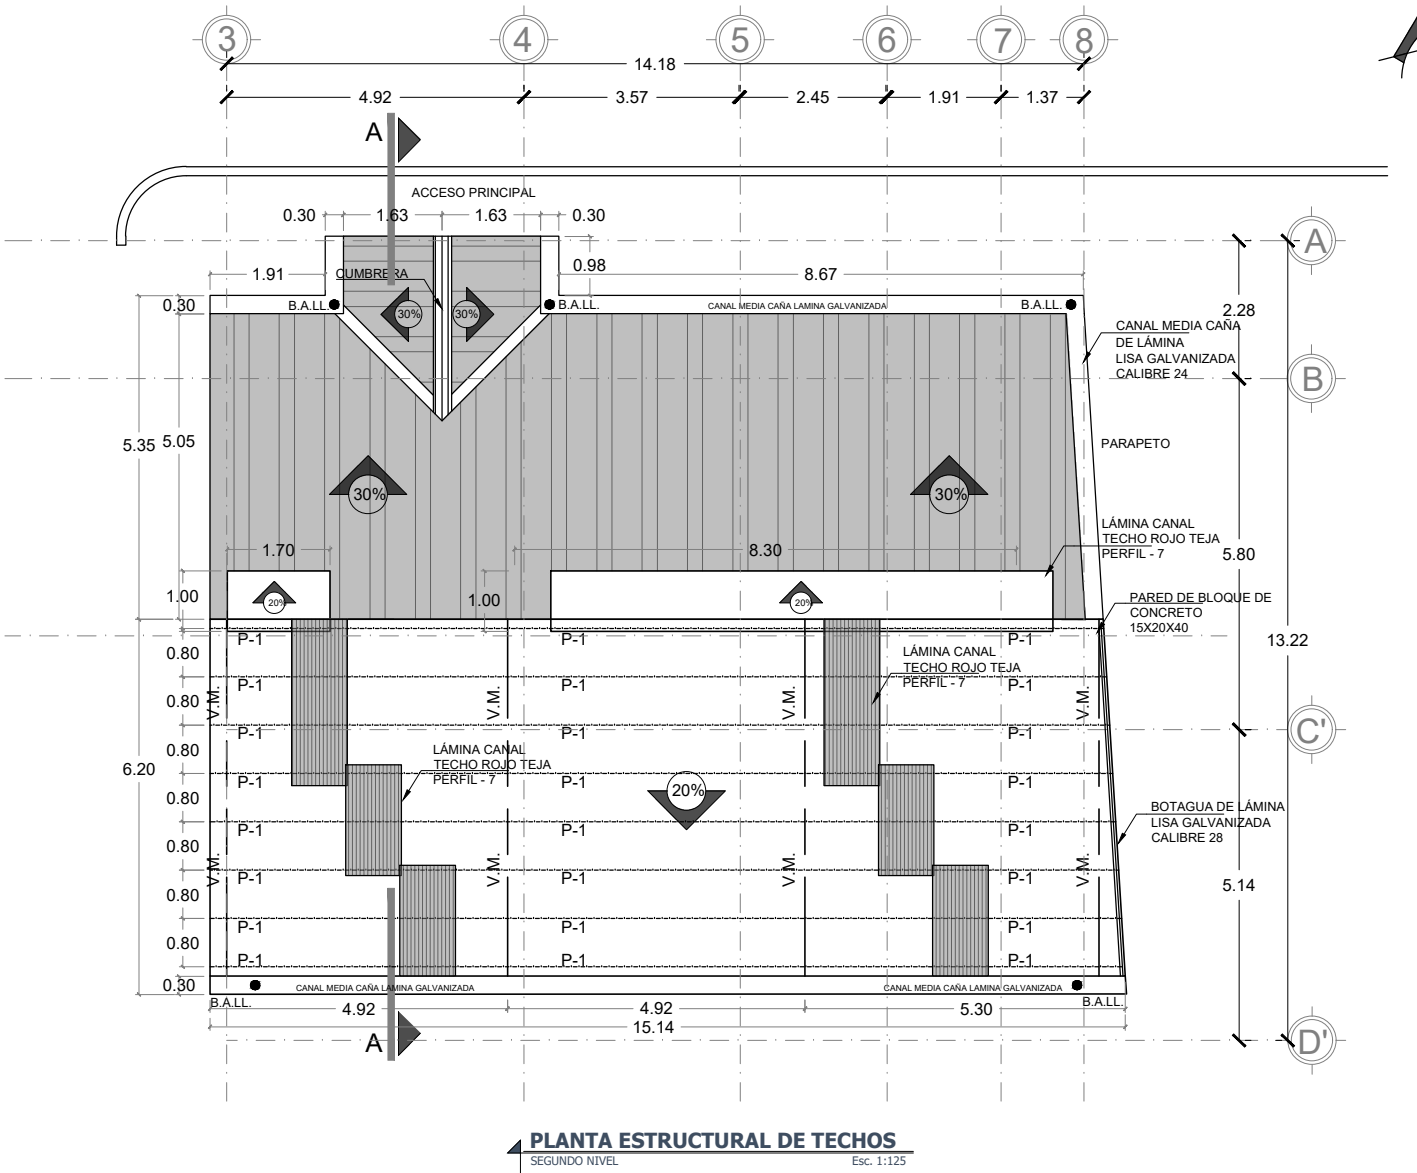 3 4 5 6 7 8
14.18
4.92 3.57 2.45 1.91 1.37
A
ACCESO PRINCIPAL
0.30 1.63 1.63 0.30
A
1.91 CUMBRERA 0.98 8.67
0.30 B.A.LL. B.A.LL. CANAL MEDIA CAÑA LAMINA GALVANIZADA B.A.LL.
30% 30%
2.28
CANAL MEDIA CAÑA
DE LÁMINA
LISA GALVANIZADA
CALIBRE 24
B
5.35 5.05
PARAPETO
30% 30%
LÁMINA CANAL
TECHO ROJO TEJA
PERFIL - 7
1.70 8.30
5.80
1.00 20% 1.00 20%
PARED DE BLOQUE DE
CONCRETO
15X20X40
13.22
P-1 P-1 P-1
0.80
LÁMINA CANAL
TECHO ROJO TEJA
PERFIL - 7
P-1 P-1 P-1
0.80 V.M. V.M. V.M. V.M.
P-1 P-1 P-1
C'
0.80
LÁMINA CANAL
TECHO ROJO TEJA
PERFIL - 7
6.20
P-1 P-1 P-1
20%
0.80
BOTAGUA DE LÁMINA
LISA GALVANIZADA
CALIBRE 28
P-1 P-1 P-1
0.80
V.M. V.M. V.M. V.M.
P-1 P-1 P-1
0.80 5.14
P-1 P-1 P-1
0.80
P-1 P-1 P-1
0.30 CANAL MEDIA CAÑA LAMINA GALVANIZADA CANAL MEDIA CAÑA LAMINA GALVANIZADA
B.A.LL. B.A.LL.
4.92 4.92 5.30
15.14
A D'
PLANTA ESTRUCTURAL DE TECHOS
SEGUNDO NIVEL Esc. 1:125